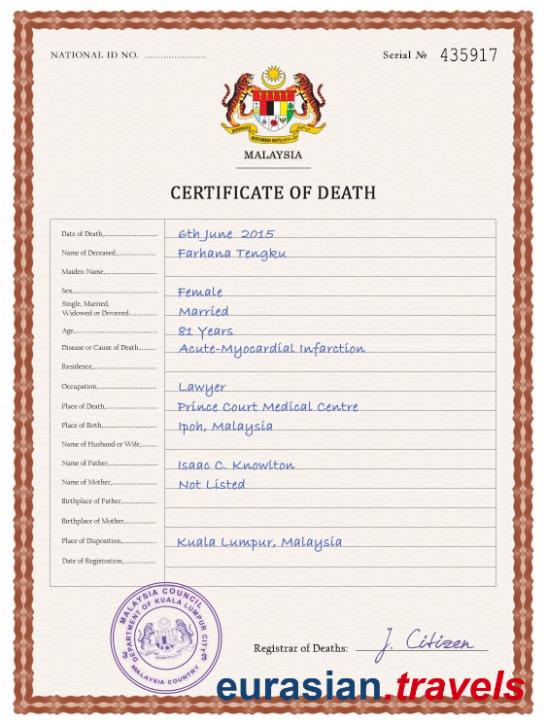 NATIONAL ID NO. ........................
Serial № 435917
MALAYSIA
CERTIFICATE OF DEATH
Date of Death,.................... 6th June 2015
Name of Deceased,............... Farhana Tengku
Maiden Name,....................
Sex,.................... Female
Single, Married,
Widowed or Divorced............ Married
Age,.................... 81 Years
Disease or Cause of Death........ Acute-Myocardial Infarction
Residence,....................
Occupation,.................... Lawyer
Place of Death,.................... Prince Court Medical Centre
Place of Birth,.................... Ipoh, Malaysia
Name of Husband or Wife,.......
Name of Father,.................... Isaac C. Knowlton
Name of Mother,.................... Not Listed
Birthplace of Father,...............
Birthplace of Mother,...............
Place of Disposition,............... Kuala Lumpur, Malaysia
Date of Registration,...............
MALAYSIA COUNCIL
DEPARTMENT OF KUALA LUMPUR CITY
MALAYSIA COUNTRY
Registrar of Deaths: J. Citizen
eurasian.travels